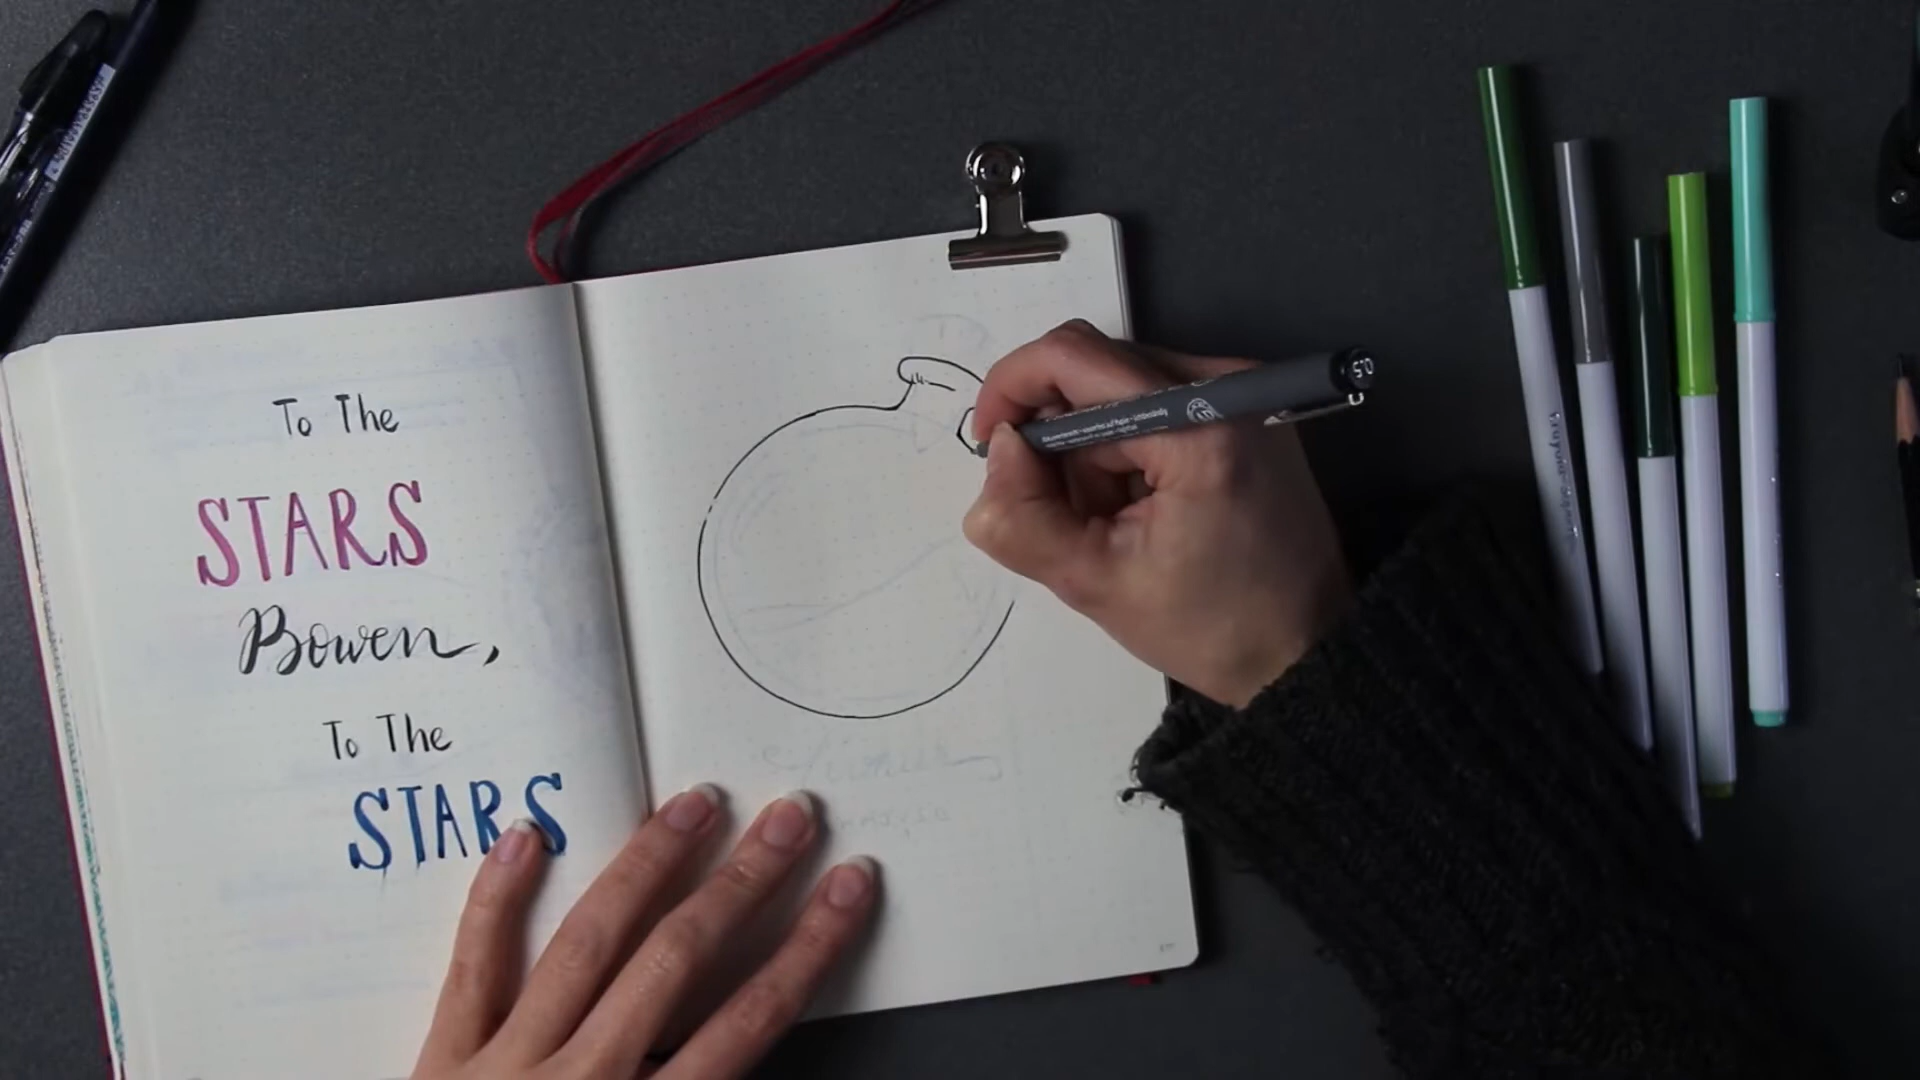 To The
STARS
Bowen,
To The
STARS
0.5